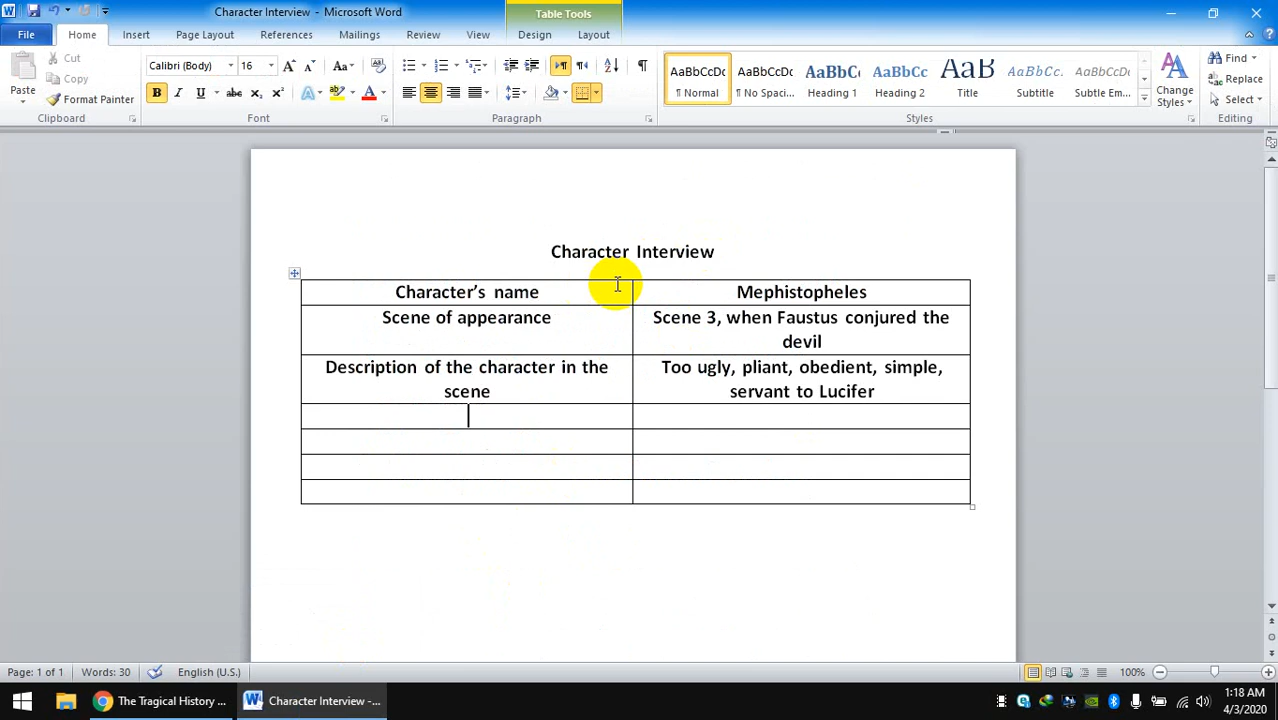 Character Interview - Microsoft Word
Table Tools
File Home Insert Page Layout References Mailings Review View Design Layout
Paste
Cut
Copy
Format Painter
Clipboard
Calibri (Body) 16
Font
Paragraph
AaBbCcDc AaBbCcDc AaBbC AaBbCc AaB AaBbCc. AaBbCcDc
¶ Normal ¶ No Spaci... Heading 1 Heading 2 Title Subtitle Subtle Em...
Change Styles
Styles
Find
Replace
Select
Editing
Character Interview
Character’s name Mephistopheles
Scene of appearance Scene 3, when Faustus conjured the
devil
Description of the character in the Too ugly, pliant, obedient, simple,
scene servant to Lucifer
Page: 1 of 1 Words: 30 English (U.S.) 100%
The Tragical History ... Character Interview -...
1:18 AM
4/3/2020